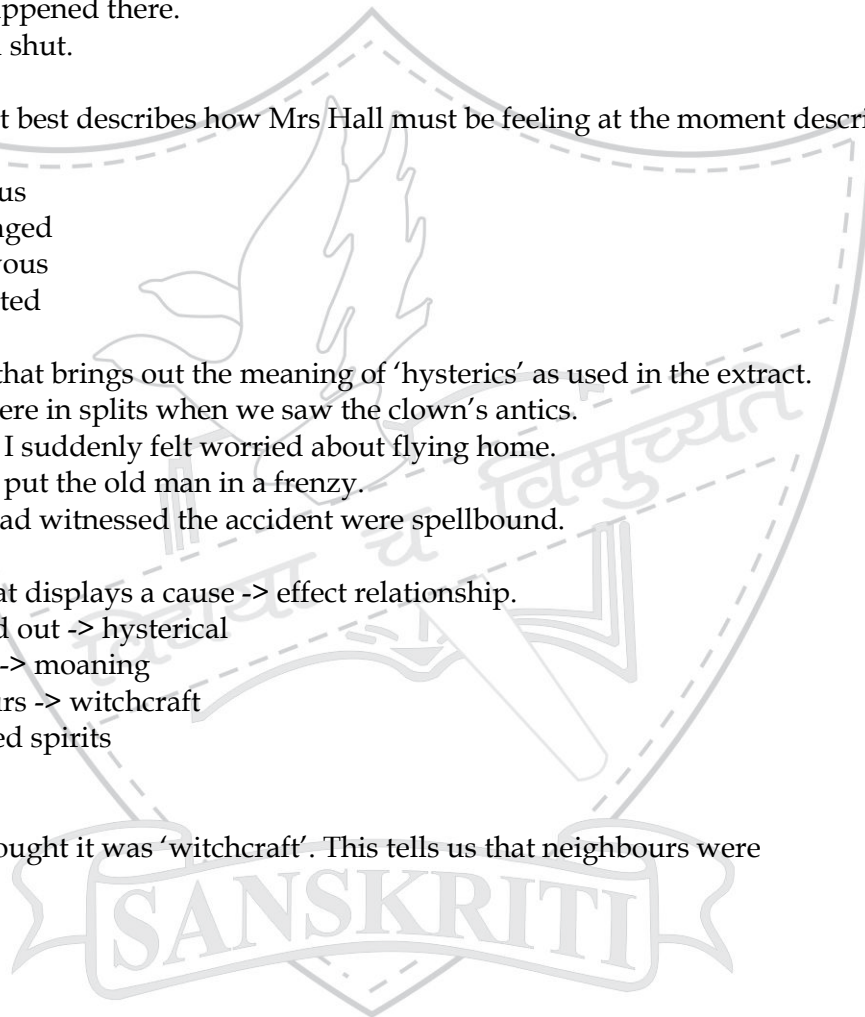 ppened there.
shut.
t best describes how Mrs Hall must be feeling at the moment descri
us
nged
vous
ted
that brings out the meaning of ‘hysterics’ as used in the extract.
ere in splits when we saw the clown’s antics.
I suddenly felt worried about flying home.
put the old man in a frenzy.
ad witnessed the accident were spellbound.
at displays a cause -> effect relationship.
d out -> hysterical
-> moaning
urs -> witchcraft
ed spirits
ought it was ‘witchcraft’. This tells us that neighbours were
विद्यया च विमुच्यत
SANSKRITI